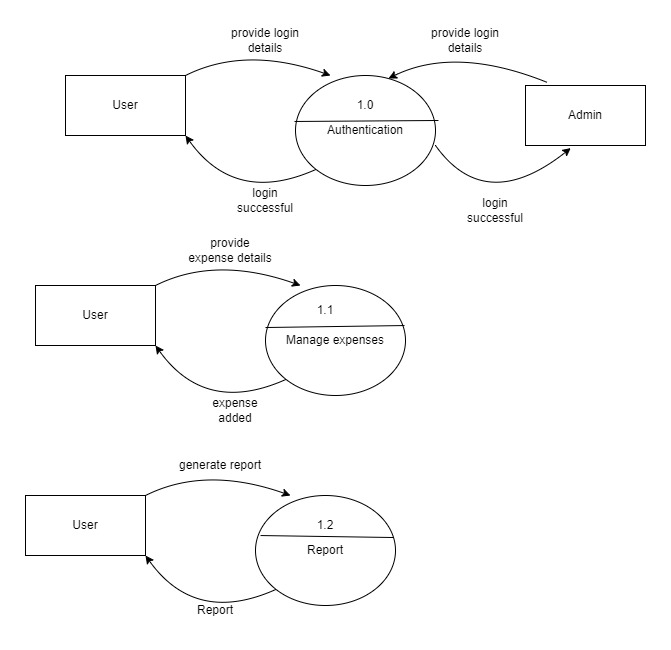 provide login
details
provide login
details
User
1.0
Authentication
Admin
login
successful
login
successful
provide
expense details
User
1.1
Manage expenses
expense
added
generate report
User
1.2
Report
Report